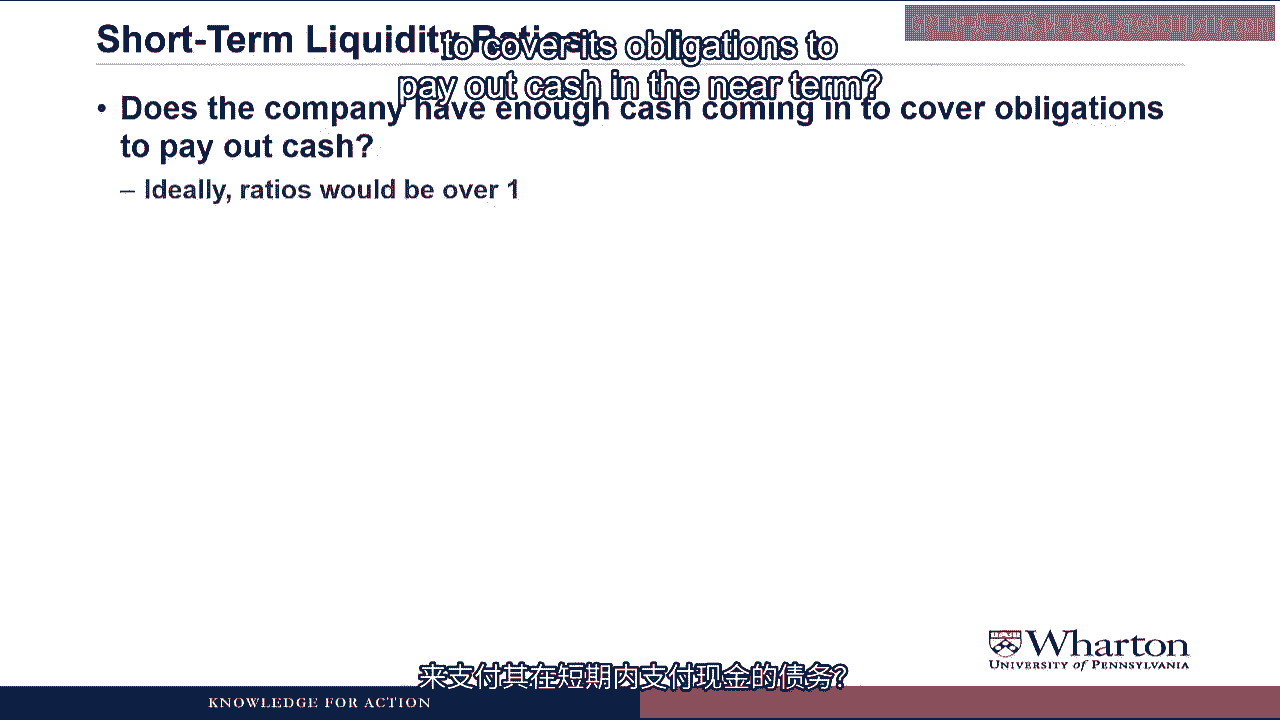 Short-Term Liquidity Ratios
to cover its obligations to
pay out cash in the near term?
• Does the company have enough cash coming in to cover obligations
to pay out cash?
– Ideally, ratios would be over 1
Wharton
UNIVERSITY of PENNSYLVANIA
来支付其在短期内支付现金的债务?
KNOWLEDGE FOR ACTION